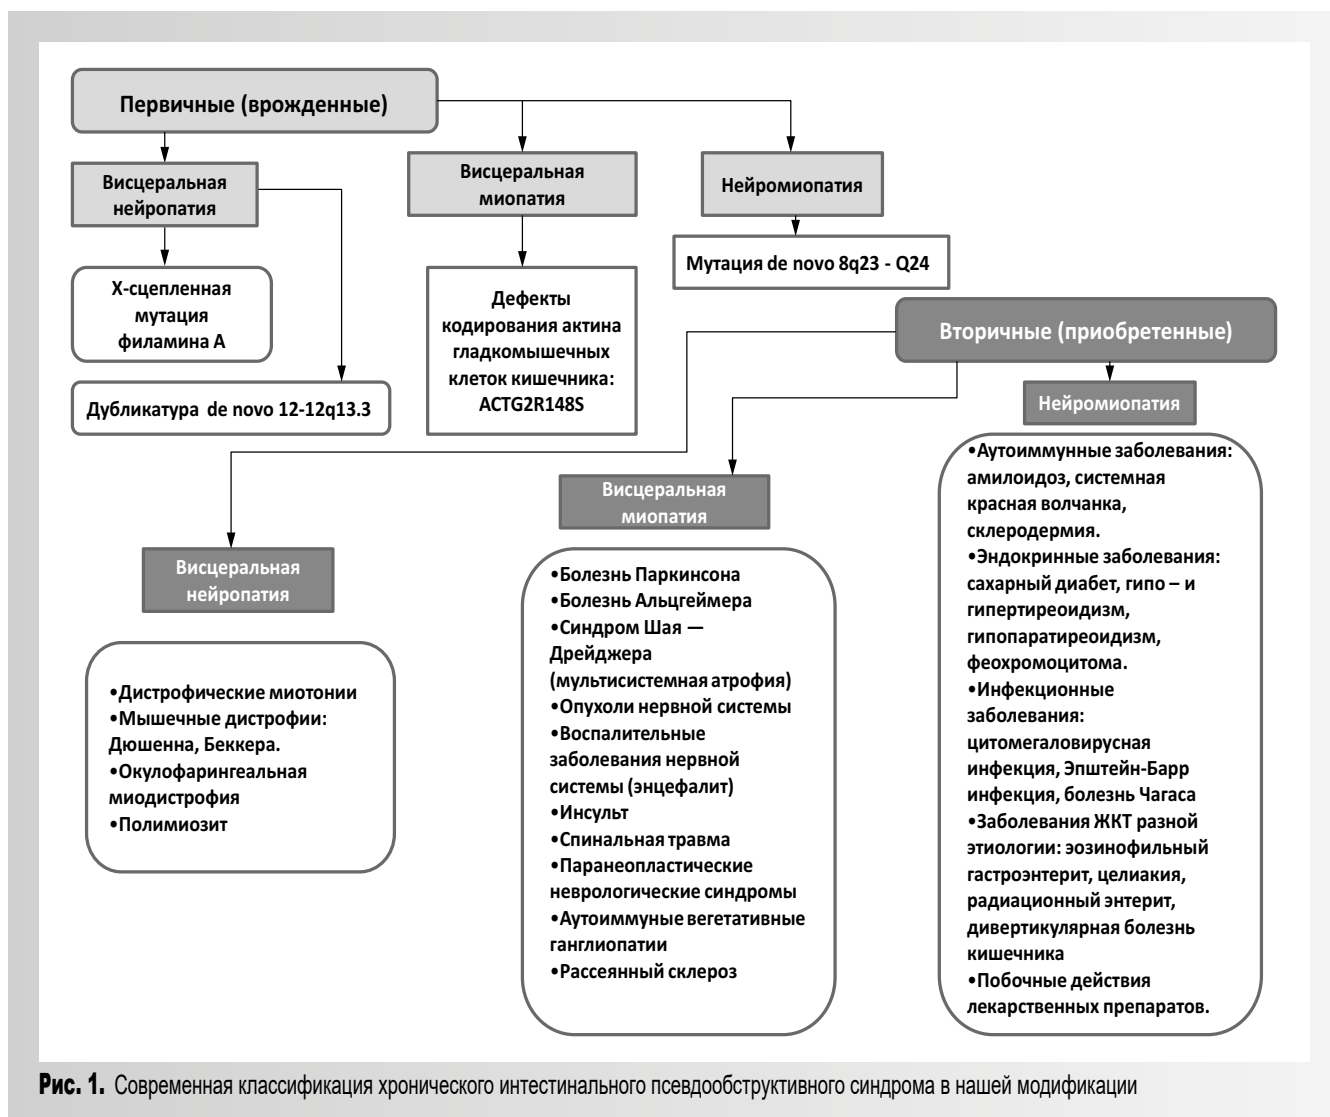 Первичные (врожденные)
Висцеральная
нейропатия
Висцеральная
миопатия
Нейромиопатия
Х-сцепленная
мутация
филамина А
Дубликатура de novo 12-12q13.3
Дефекты
кодирования актина
гладкомышечных
клеток кишечника:
ACTG2R148S
Мутация de novo 8q23 - Q24
Вторичные (приобретенные)
Висцеральная
нейропатия
•Дистрофические миотонии
•Мышечные дистрофии:
Дюшенна, Беккера.
•Окулофарингеальная
миодистрофия
•Полимиозит
Висцеральная
миопатия
•Болезнь Паркинсона
•Болезнь Альцгеймера
•Синдром Шая —
Дрейджера
(мультисистемная атрофия)
•Опухоли нервной системы
•Воспалительные
заболевания нервной
системы (энцефалит)
•Инсульт
•Спинальная травма
•Паранеопластические
неврологические синдромы
•Аутоиммуные вегетативные
ганглиопатии
•Рассеянный склероз
Нейромиопатия
•Аутоиммунные заболевания:
амилоидоз, системная
красная волчанка,
склеродермия.
•Эндокринные заболевания:
сахарный диабет, гипо – и
гипертиреоидизм,
гипопаратиреоидизм,
феохромоцитома.
•Инфекционные
заболевания:
цитомегаловирусная
инфекция, Эпштейн-Барр
инфекция, болезнь Чагаса
•Заболевания ЖКТ разной
этиологии: эозинофильный
гастроэнтерит, целиакия,
радиационный энтерит,
дивертикулярная болезнь
кишечника
•Побочные действия
лекарственных препаратов.
Рис. 1. Современная классификация хронического интестинального псевдообструктивного синдрома в нашей модификации